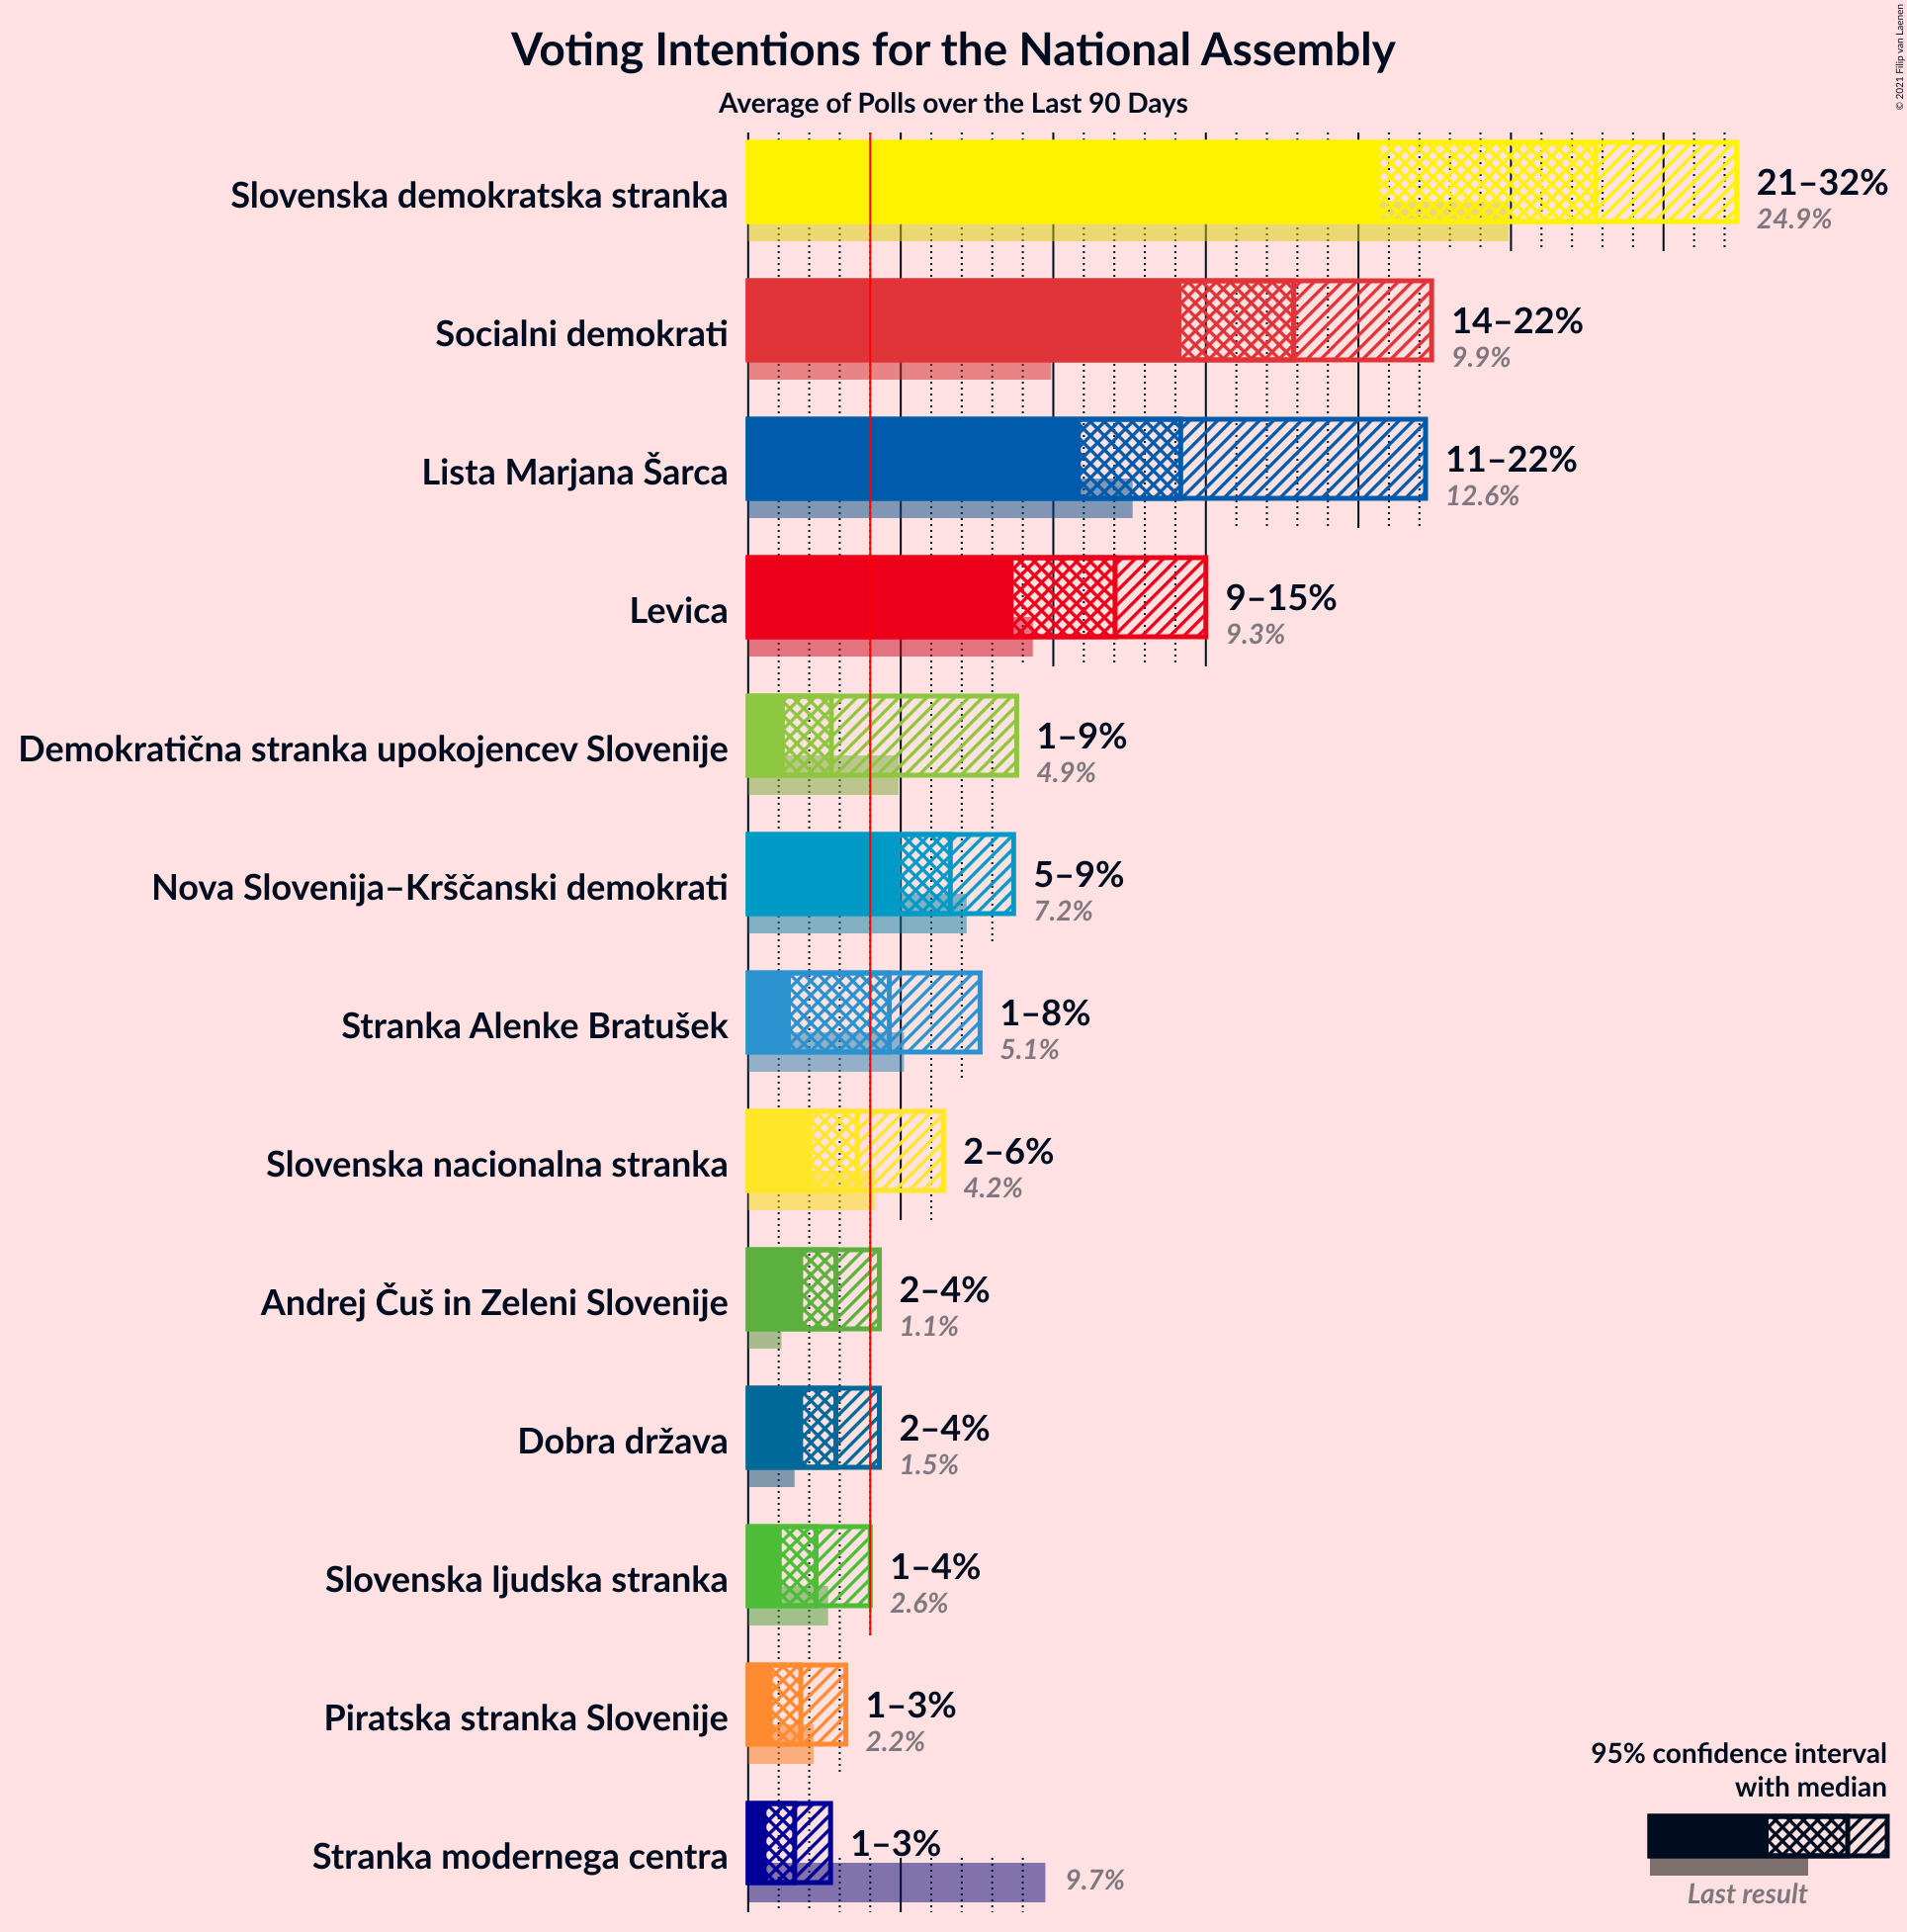 Voting Intentions for the National Assembly
Average of Polls over the Last 90 Days
© 2021 Filip van Laenen
Slovenska demokratska stranka
21–32%
24.9%
Socialni demokrati
14–22%
9.9%
Lista Marjana Šarca
11–22%
12.6%
Levica
9–15%
9.3%
Demokratična stranka upokojencev Slovenije
1–9%
4.9%
Nova Slovenija–Krščanski demokrati
5–9%
7.2%
Stranka Alenke Bratušek
1–8%
5.1%
Slovenska nacionalna stranka
2–6%
4.2%
Andrej Čuš in Zeleni Slovenije
2–4%
1.1%
Dobra država
2–4%
1.5%
Slovenska ljudska stranka
1–4%
2.6%
Piratska stranka Slovenije
1–3%
2.2%
Stranka modernega centra
1–3%
9.7%
95% confidence interval
with median
Last result